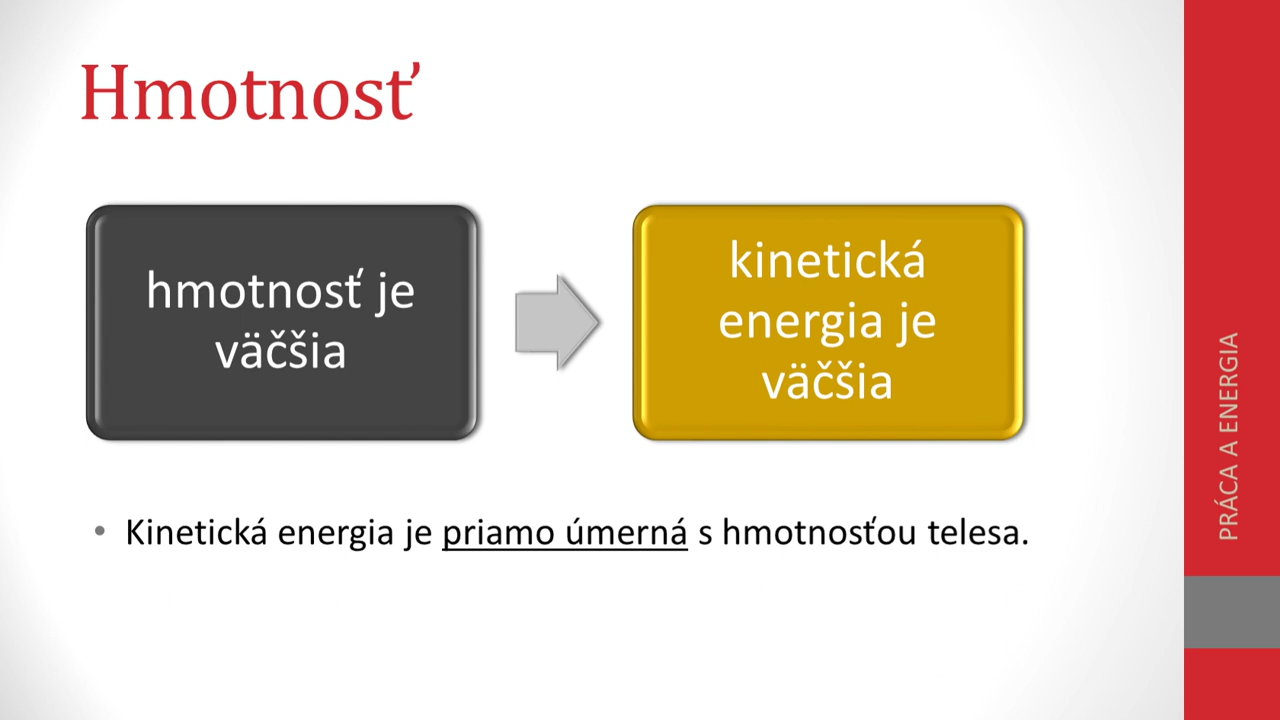 Hmotnosť
hmotnosť je
väčšia
kinetická
energia je
väčšia
• Kinetická energia je priamo úmerná s hmotnosťou telesa.
PRÁCA A ENERGIA